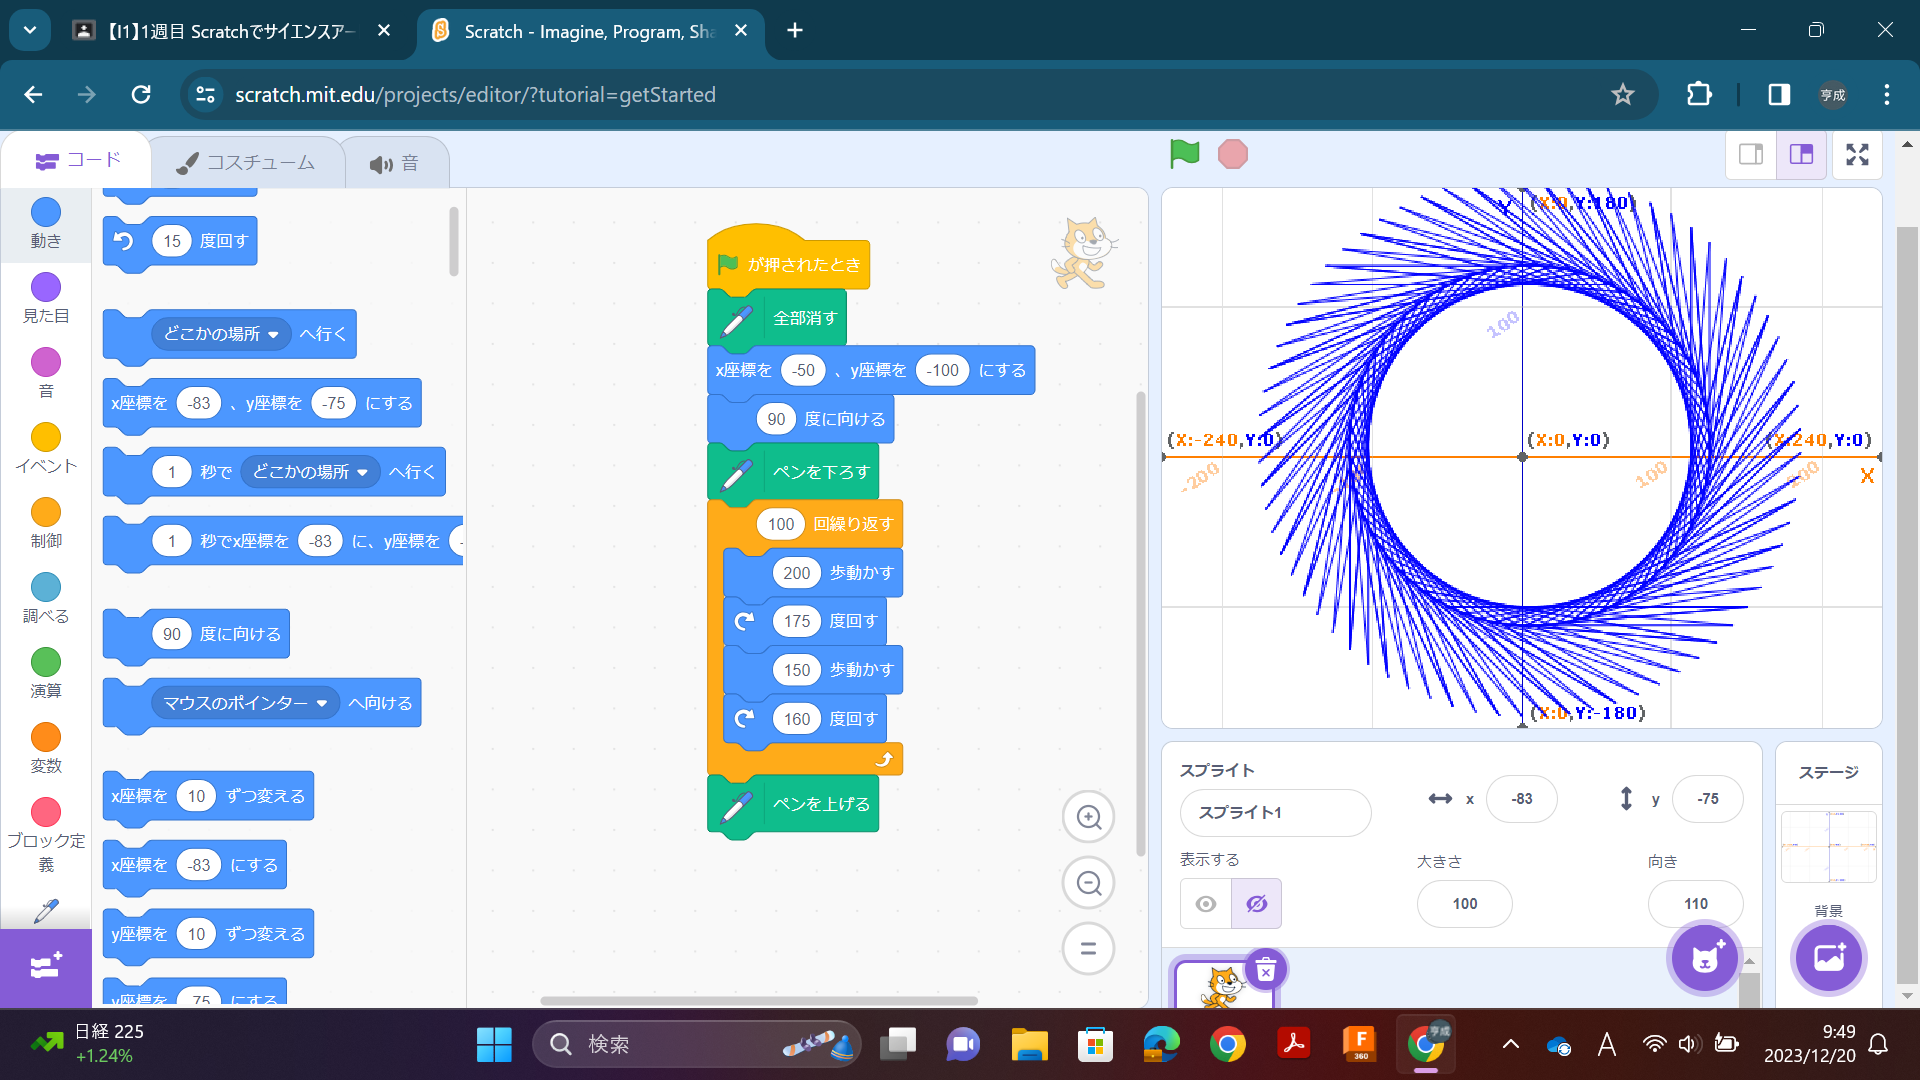 【I1】1週目 Scratchでサイエンスアー
Scratch - Imagine, Program, Sha
scratch.mit.edu/projects/editor/?tutorial=getStarted
亨成
コード
コスチューム
音
動き
見た目
音
イベント
制御
調べる
演算
変数
ブロック定義
15 度回す
どこかの場所 へ行く
x座標を -83 、y座標を -75 にする
1 秒で どこかの場所 へ行く
1 秒でx座標を -83 に、y座標を
90 度に向ける
マウスのポインター へ向ける
x座標を 10 ずつ変える
x座標を -83 にする
y座標を 10 ずつ変える
y座標を -75 にする
が押されたとき
全部消す
x座標を -50 、y座標を -100 にする
90 度に向ける
ペンを下ろす
100 回繰り返す
200 歩動かす
175 度回す
150 歩動かす
160 度回す
ペンを上げる
Y (X:0,Y:180)
100
(X:-240,Y:0)
(X:0,Y:0)
(X:240,Y:0)
-200
100
200
X
(X:0,Y:-180)
スプライト
スプライト1
x -83
y -75
表示する
大きさ
向き
100
110
ステージ
背景
日経 225
+1.24%
検索
F
360
亨成
A
9:49
2023/12/20